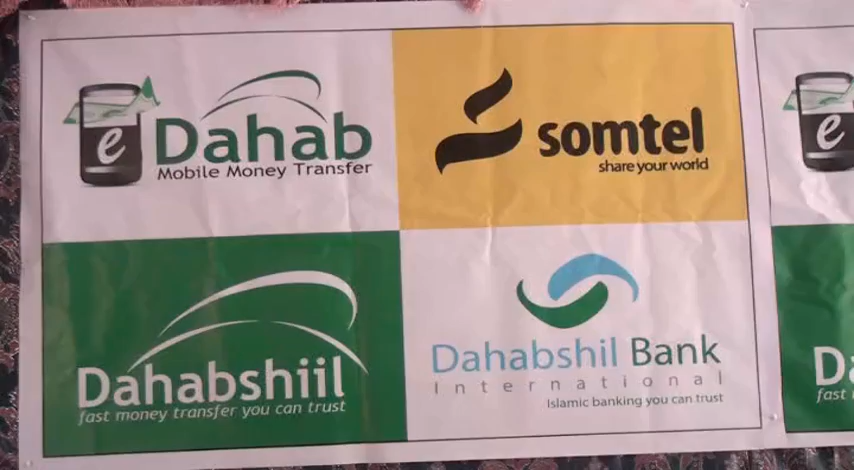 e Dahab
Mobile Money Transfer
somtel
share your world
e
Dahabshiil
fast money transfer you can trust
Dahabshil Bank
International
Islamic banking you can trust
D
fast